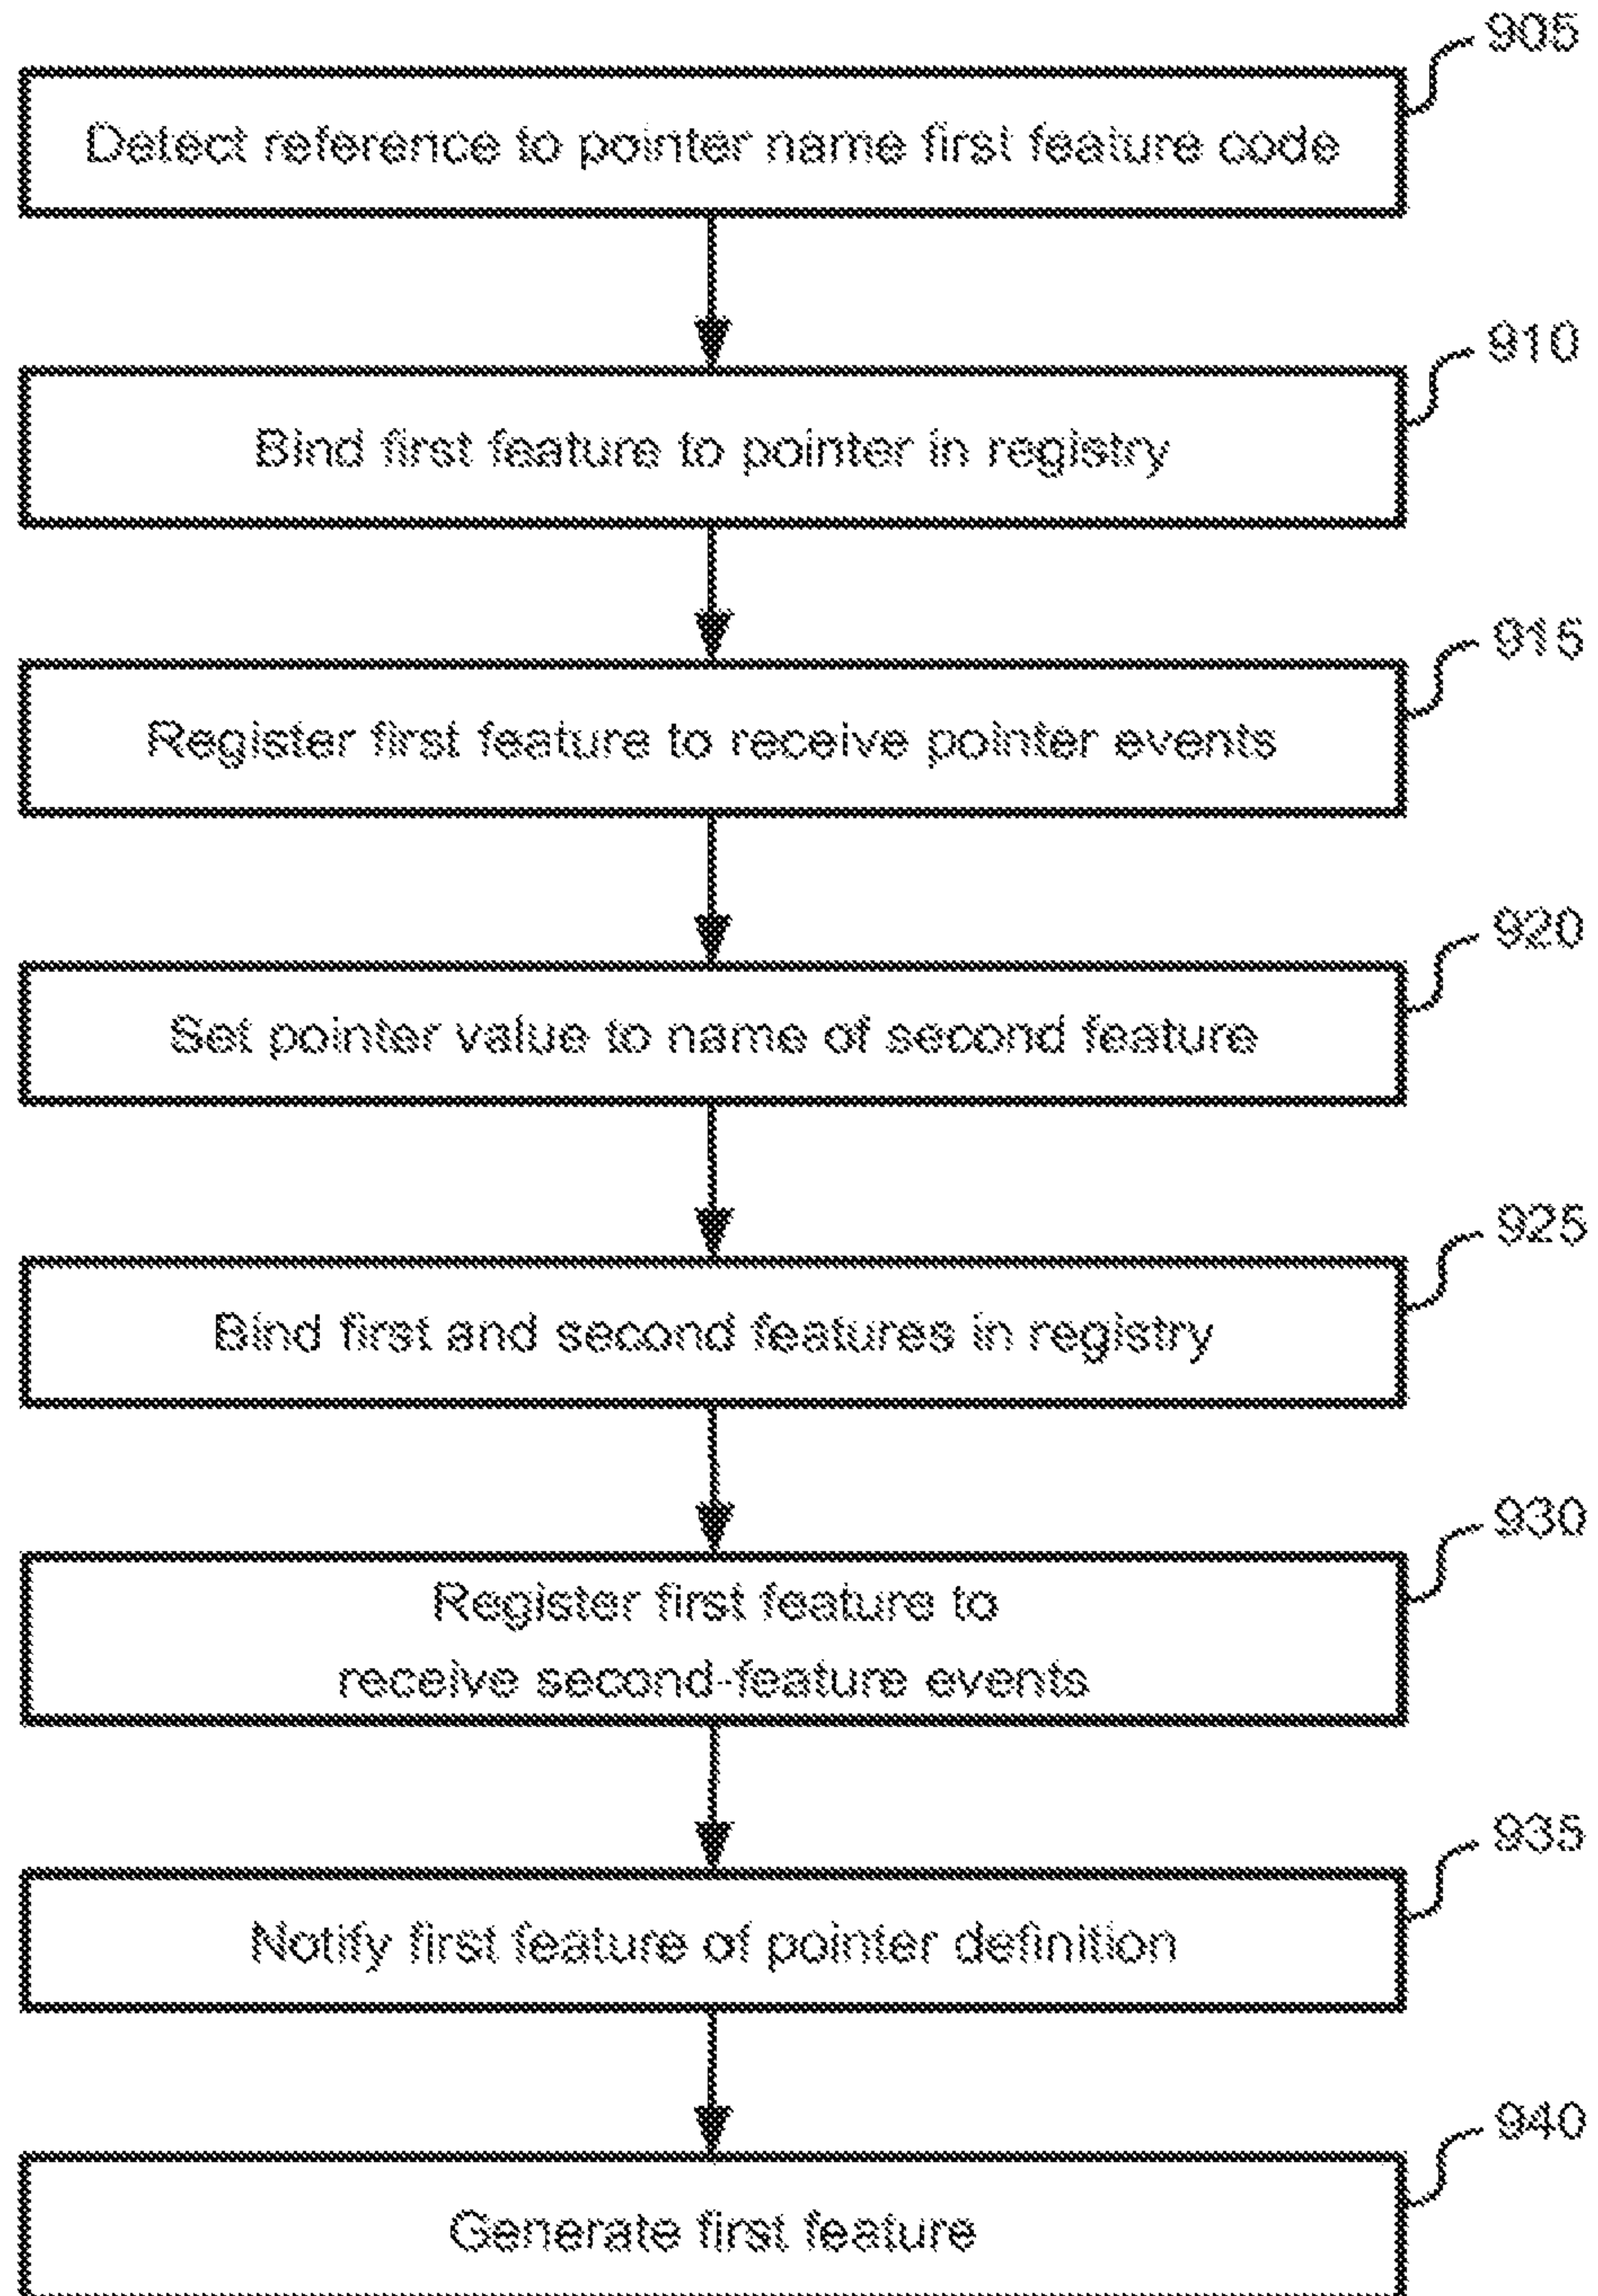 905
Detect reference to pointer name first feature code
910
Bind first feature to pointer in registry
915
Register first feature to receive pointer events
920
Set pointer value to name of second feature
925
Bind first and second features in registry
930
Register first feature to
receive second-feature events
935
Notify first feature of pointer definition
940
Generate first feature